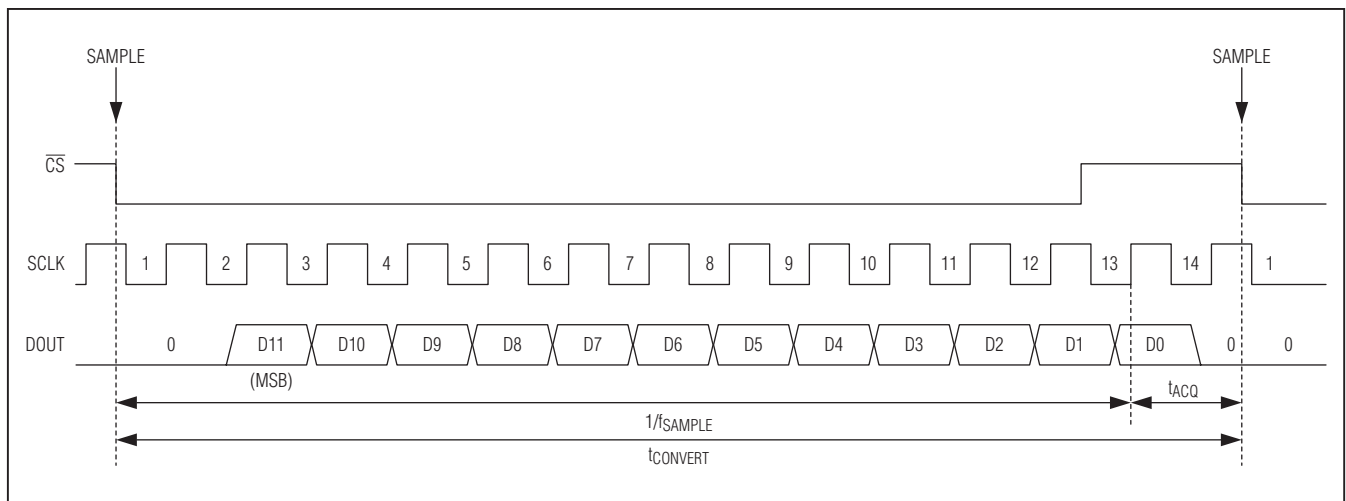 SAMPLE SAMPLE
CS
SCLK 1 2 3 4 5 6 7 8 9 10 11 12 13 14 1
DOUT 0 D11 D10 D9 D8 D7 D6 D5 D4 D3 D2 D1 D0 0 0
(MSB)
tACQ
1/fSAMPLE
tCONVERT